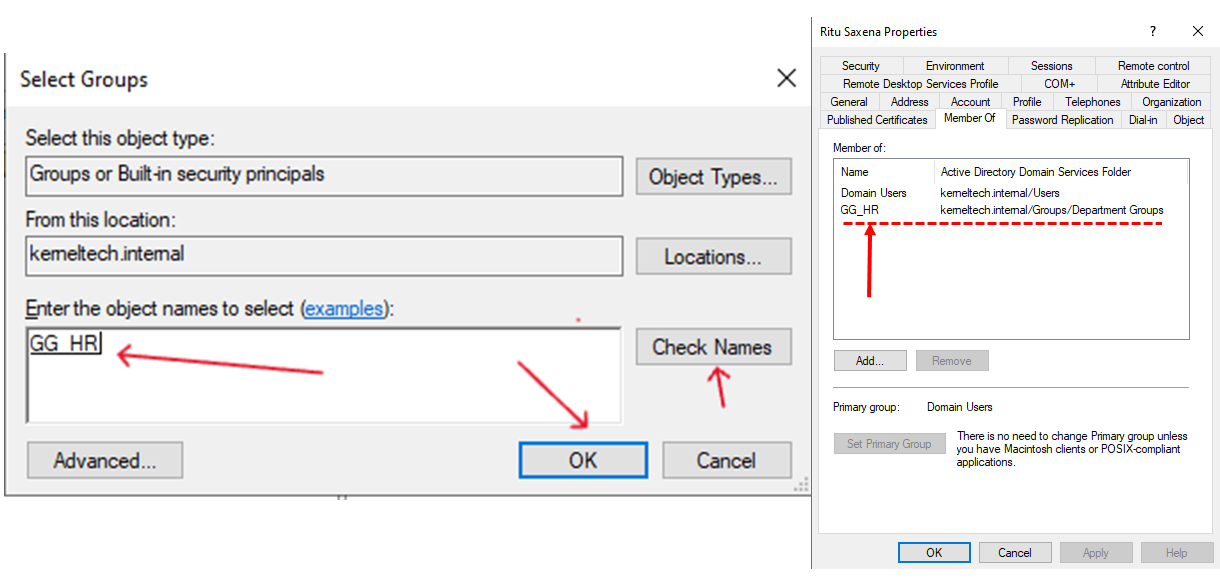 Select Groups
Select this object type:
Groups or Built-in security principals
Object Types...
From this location:
kerneltech.internal
Locations...
Enter the object names to select (examples):
GG_HR
Check Names
Advanced...
OK
Cancel
Ritu Saxena Properties
?
Security Environment Sessions Remote control
Remote Desktop Services Profile COM+ Attribute Editor
General Address Account Profile Telephones Organization
Published Certificates Member Of Password Replication Dial-in Object
Member of:
Name Active Directory Domain Services Folder
Domain Users kerneltech.internal/Users
GG_HR kerneltech.internal/Groups/Department Groups
Add... Remove
Primary group: Domain Users
Set Primary Group
There is no need to change Primary group unless
you have Macintosh clients or POSIX-compliant
applications.
OK Cancel Apply Help